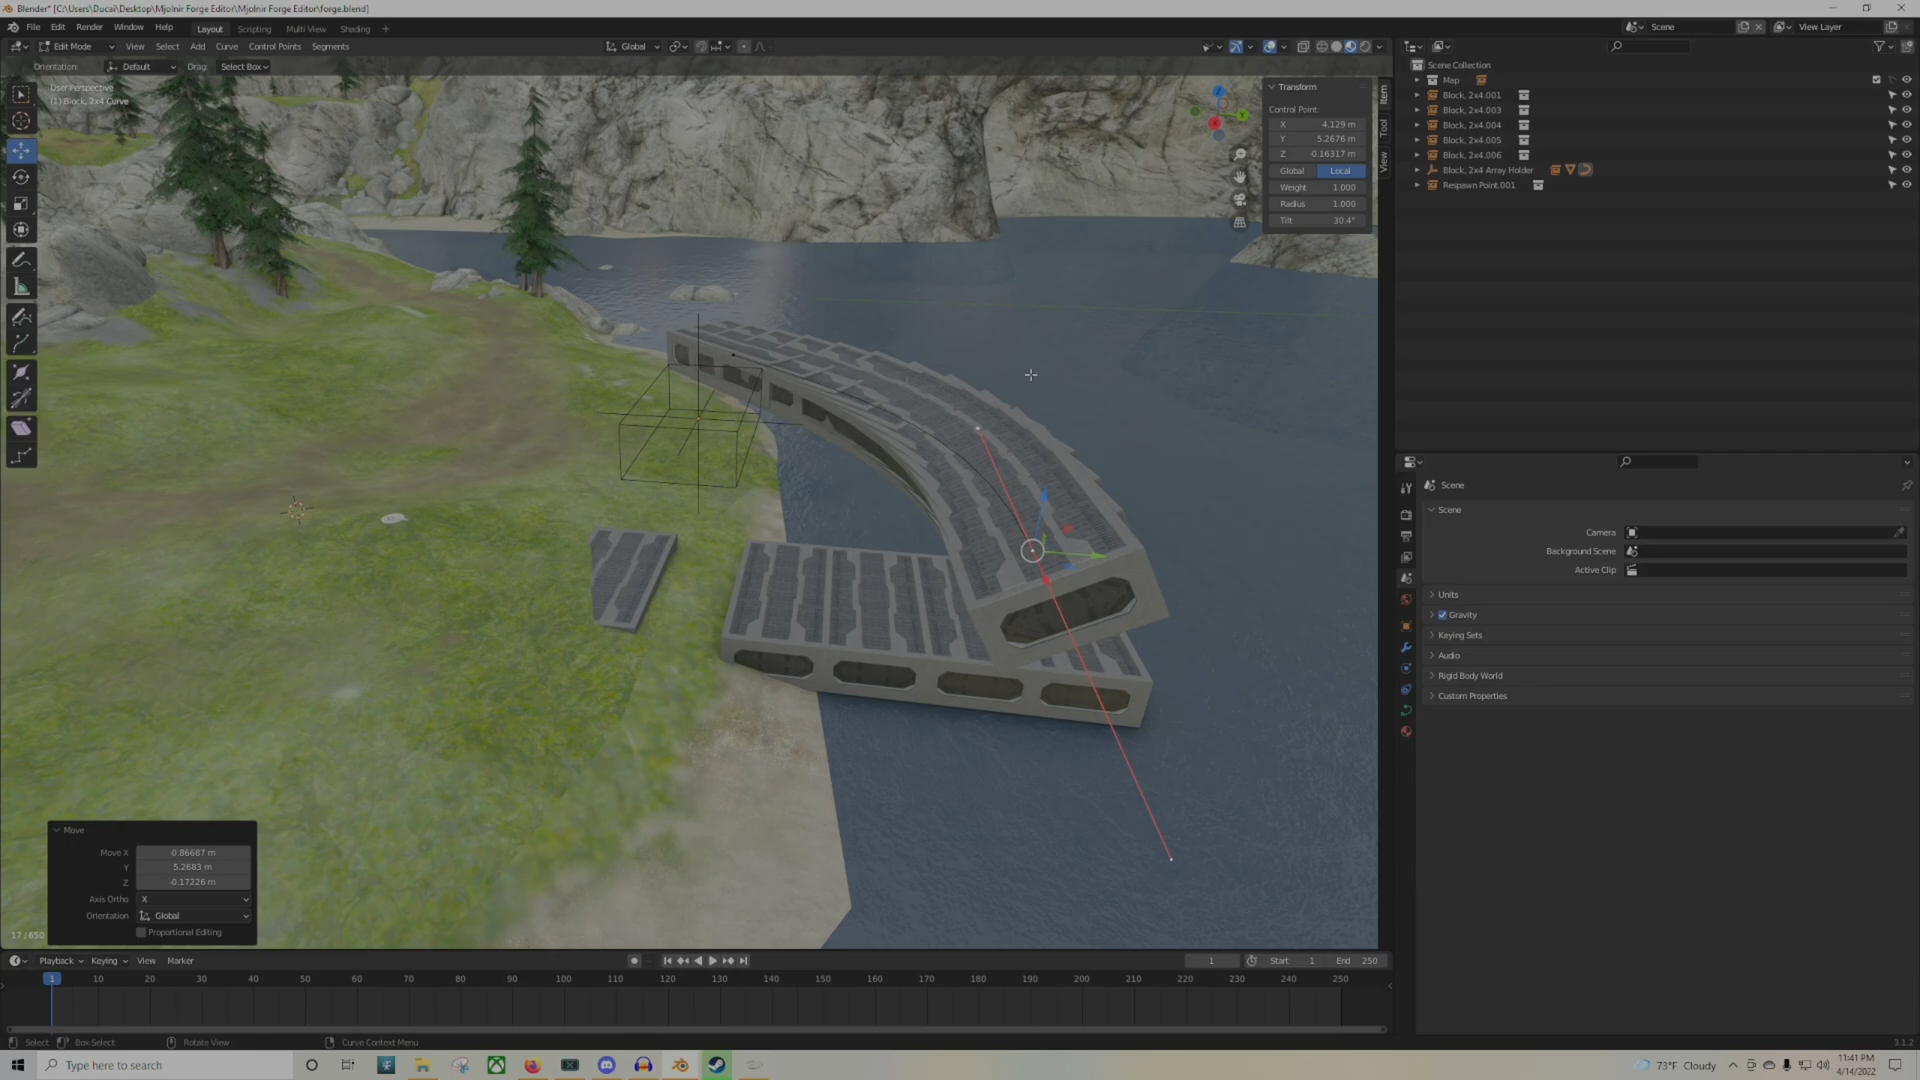 Blender* [C:\Users\Ducai\Desktop\Mjolnir Forge Editor\Mjolnir Forge Editor\forge.blend]
File Edit Render Window Help Layout Scripting Multi View Shading + Scene View Layer
Edit Mode View Select Add Curve Control Points Segments Global
Orientation: Default Drag: Select Box
User Perspective
(1) Block, 2x4 Curve
Transform
Control Point:
X 4.129 m
Y 5.2676 m
Z -0.16317 m
Global Local
Weight 1.000
Radius 1.000
Tilt 30.4°
Item
Tool
View
Z
Y
X
Scene Collection
Map
Block, 2x4.001
Block, 2x4.003
Block, 2x4.004
Block, 2x4.005
Block, 2x4.006
Block, 2x4 Array Holder
Respawn Point.001
Scene
Scene
Camera
Background Scene
Active Clip
Units
Gravity
Keying Sets
Audio
Rigid Body World
Custom Properties
Move
Move X -0.86687 m
Y 5.2683 m
Z -0.17226 m
Axis Ortho X
Orientation Global
Proportional Editing
17 / 650
Playback Keying View Marker 1 Start 1 End 250
1 10 20 30 40 50 60 70 80 90 100 110 120 130 140 150 160 170 180 190 200 210 220 230 240 250
Select Box Select Rotate View Curve Context Menu 3.1.2
Type here to search 73°F Cloudy 11:41 PM
4/14/2022